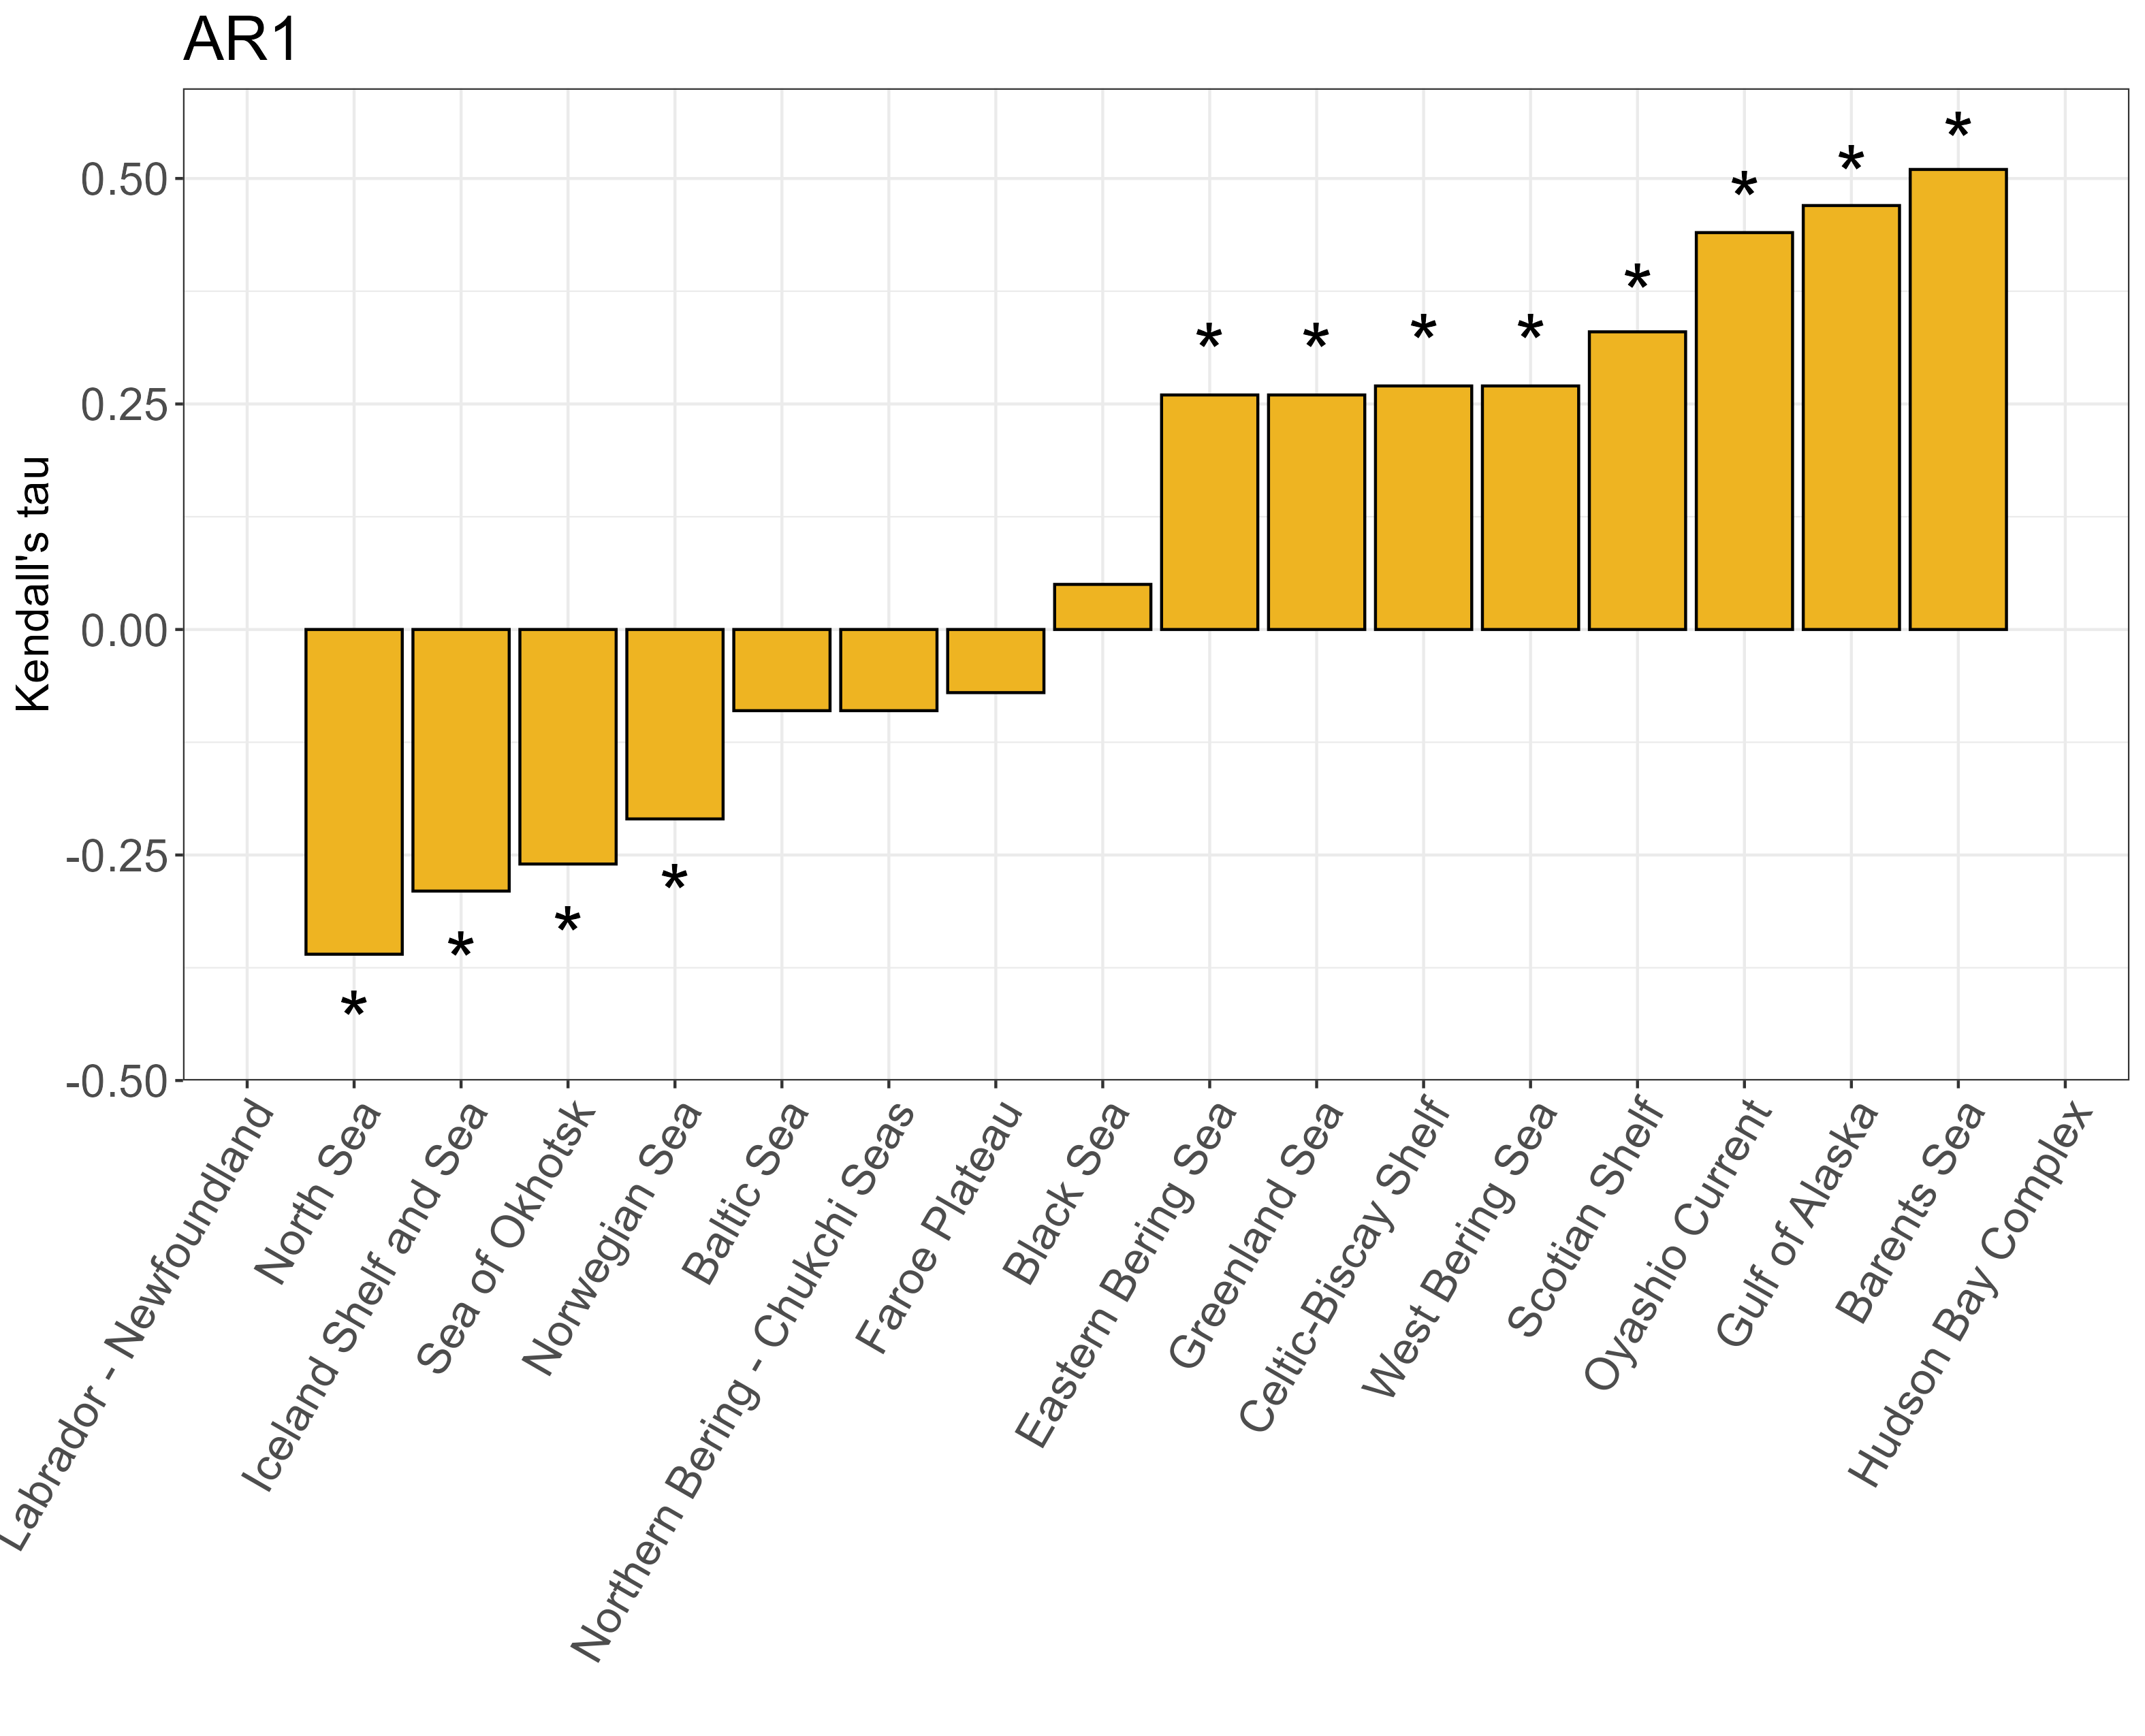 AR1
Kendall's tau
0.50
0.25
0.00
-0.25
-0.50
*
*
*
*
*
*
*
*
*
*
*
*
Labrador - Newfoundland
North Sea
Iceland Shelf and Sea
Sea of Okhotsk
Norwegian Sea
Baltic Sea
Northern Bering - Chukchi Seas
Faroe Plateau
Black Sea
Eastern Bering Sea
Greenland Sea
Celtic-Biscay Shelf
West Bering Sea
Scotian Shelf
Oyashio Current
Gulf of Alaska
Barents Sea
Hudson Bay Complex